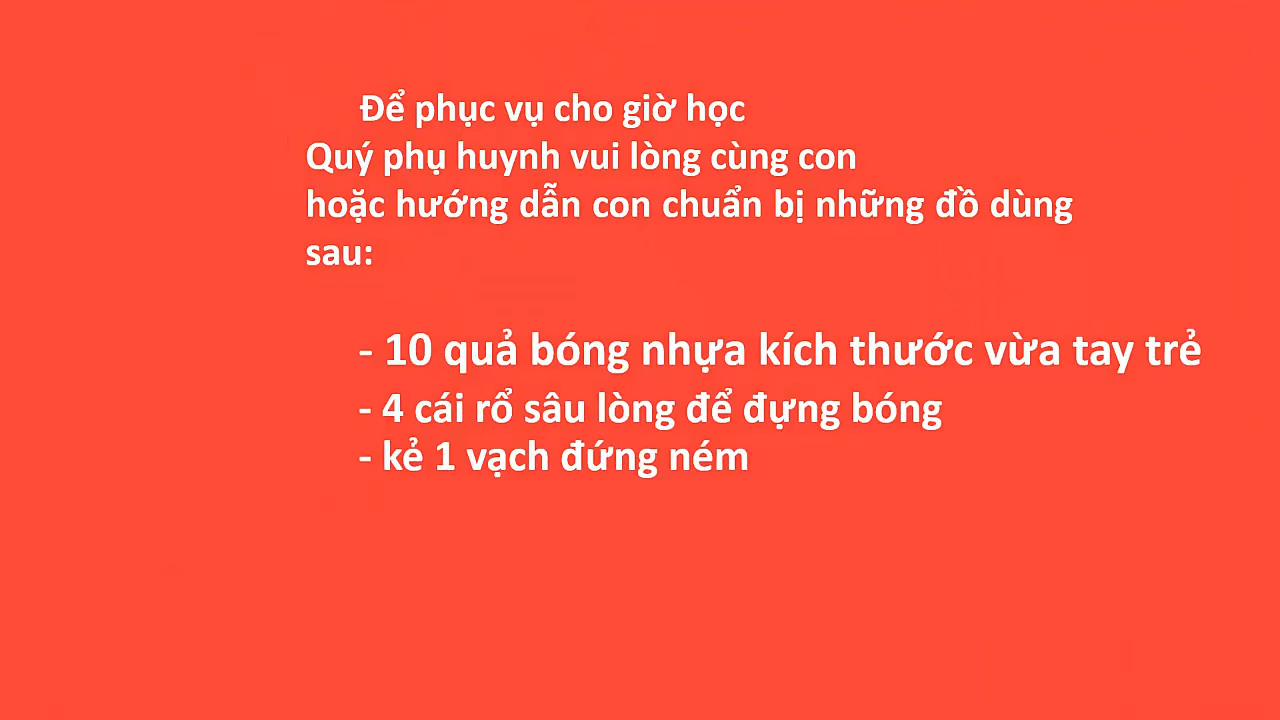 Để phục vụ cho giờ học
Quý phụ huynh vui lòng cùng con
hoặc hướng dẫn con chuẩn bị những đồ dùng
sau:
- 10 quả bóng nhựa kích thước vừa tay trẻ
- 4 cái rổ sâu lòng để đựng bóng
- kẻ 1 vạch đứng ném